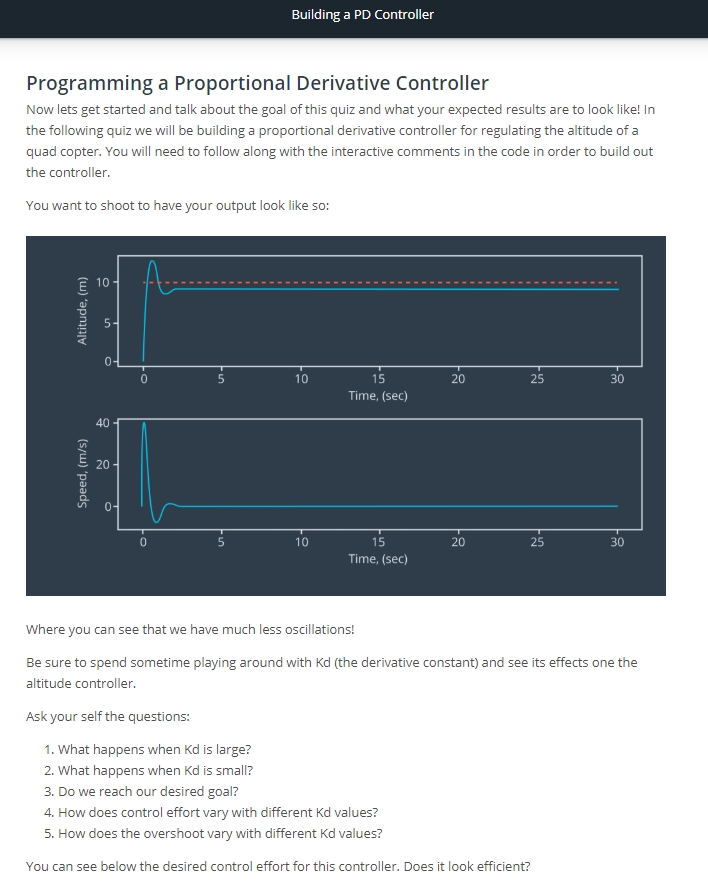 Building a PD Controller
Programming a Proportional Derivative Controller
Now lets get started and talk about the goal of this quiz and what your expected results are to look like! In
the following quiz we will be building a proportional derivative controller for regulating the altitude of a
quad copter. You will need to follow along with the interactive comments in the code in order to build out
the controller.
You want to shoot to have your output look like so:
Altitude, (m)
10
5
0
0 5 10 15 20 25 30
Time, (sec)
Speed, (m/s)
40
20
0
0 5 10 15 20 25 30
Time, (sec)
Where you can see that we have much less oscillations!
Be sure to spend sometime playing around with Kd (the derivative constant) and see its effects one the
altitude controller.
Ask your self the questions:
1. What happens when Kd is large?
2. What happens when Kd is small?
3. Do we reach our desired goal?
4. How does control effort vary with different Kd values?
5. How does the overshoot vary with different Kd values?
You can see below the desired control effort for this controller. Does it look efficient?